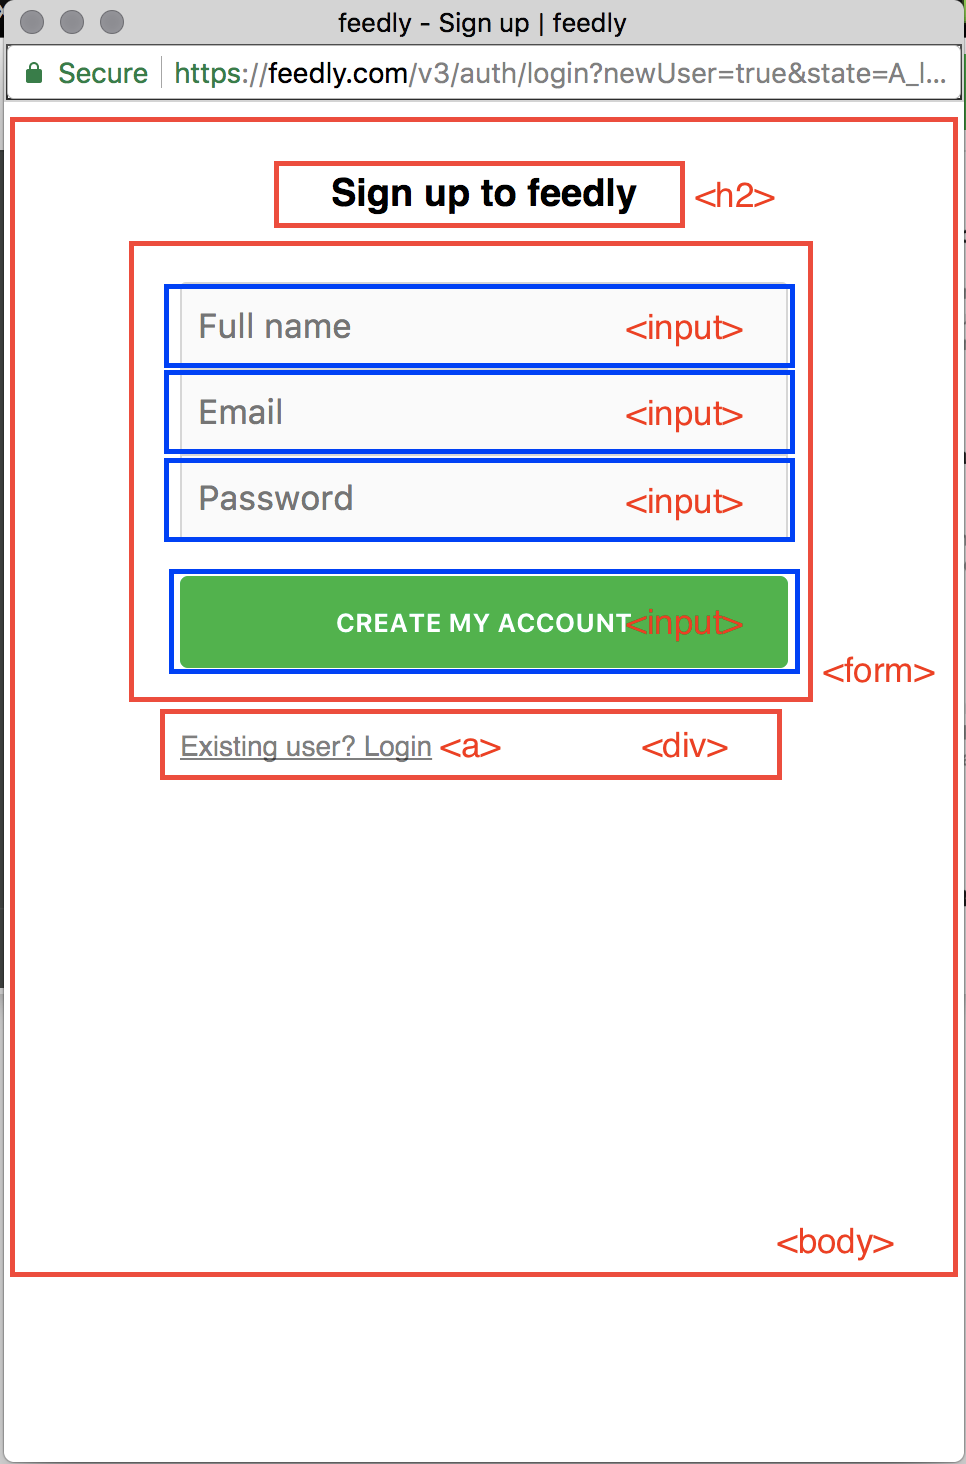 feedly - Sign up | feedly
Secure https://feedly.com/v3/auth/login?newUser=true&state=A_l...
Sign up to feedly <h2>
Full name <input>
Email <input>
Password <input>
CREATE MY ACCOUNT <input>
<form>
Existing user? Login <a> <div>
<body>